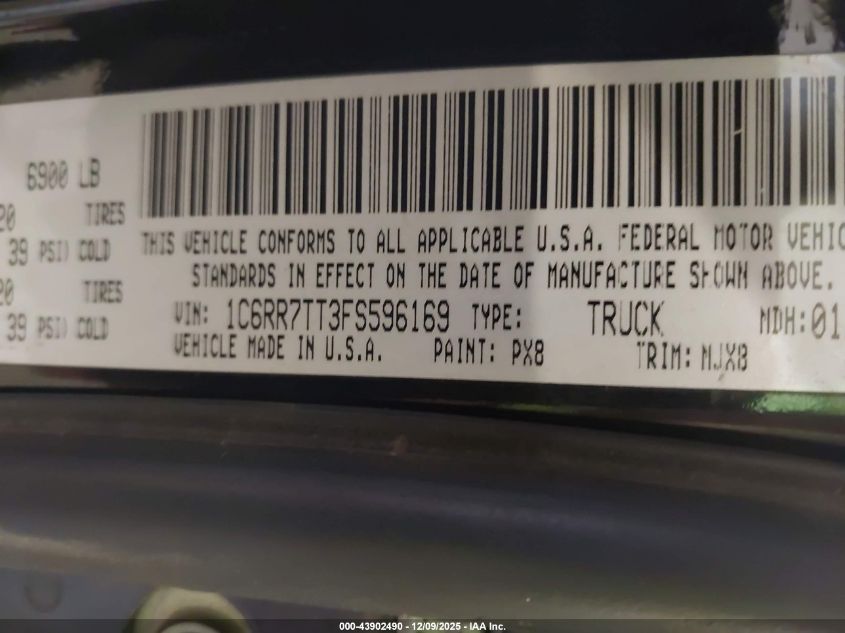 6900 LB
20 TIRES
39 PSI) COLD
20 TIRES
39 PSI) COLD
THIS VEHICLE CONFORMS TO ALL APPLICABLE U.S.A. FEDERAL MOTOR VEHIC
STANDARDS IN EFFECT ON THE DATE OF MANUFACTURE SHOWN ABOVE.
VIN: 1C6RR7TT3FS596169 TYPE: TRUCK MDH:01
VEHICLE MADE IN U.S.A. PAINT: PX8 TRIM: MJX8
000-43902490 - 12/09/2025 - IAA Inc.